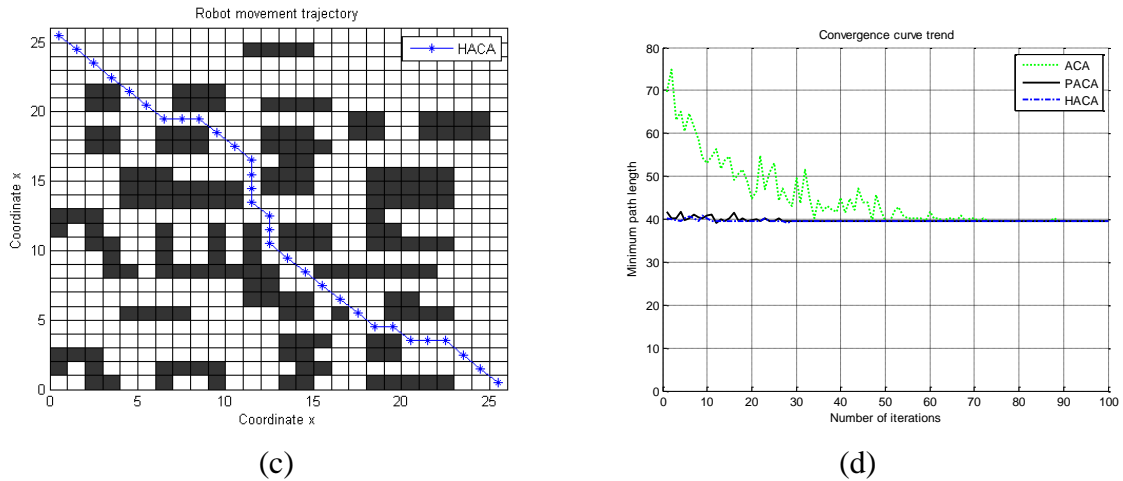 Robot movement trajectory
HACA
25
20
15
10
5
0
0
5
10
15
20
25
Coordinate x
Coordinate x
(c)
Convergence curve trend
ACA
PACA
HACA
80
70
60
50
40
30
20
10
0
0
10
20
30
40
50
60
70
80
90
100
Minimum path length
Number of iterations
(d)